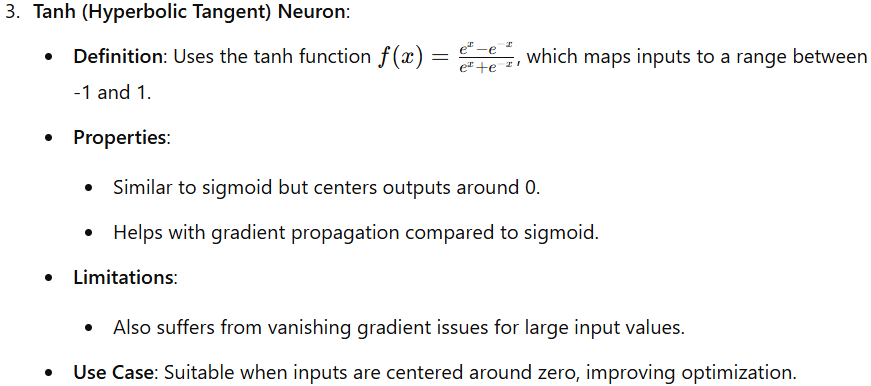 3. Tanh (Hyperbolic Tangent) Neuron:
• Definition: Uses the tanh function f(x) = \frac{e^x - e^{-x}}{e^x + e^{-x}}, which maps inputs to a range between
-1 and 1.
• Properties:
• Similar to sigmoid but centers outputs around 0.
• Helps with gradient propagation compared to sigmoid.
• Limitations:
• Also suffers from vanishing gradient issues for large input values.
• Use Case: Suitable when inputs are centered around zero, improving optimization.